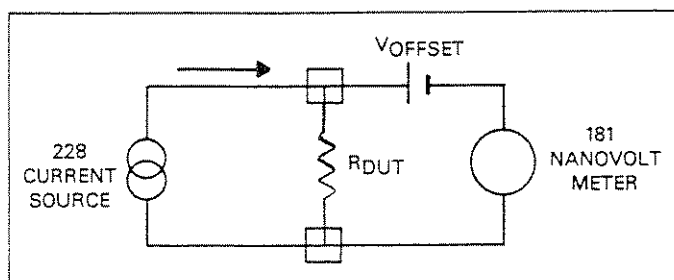 VOFFSET
228
CURRENT
SOURCE
RDUT
181
NANOVOLT
METER